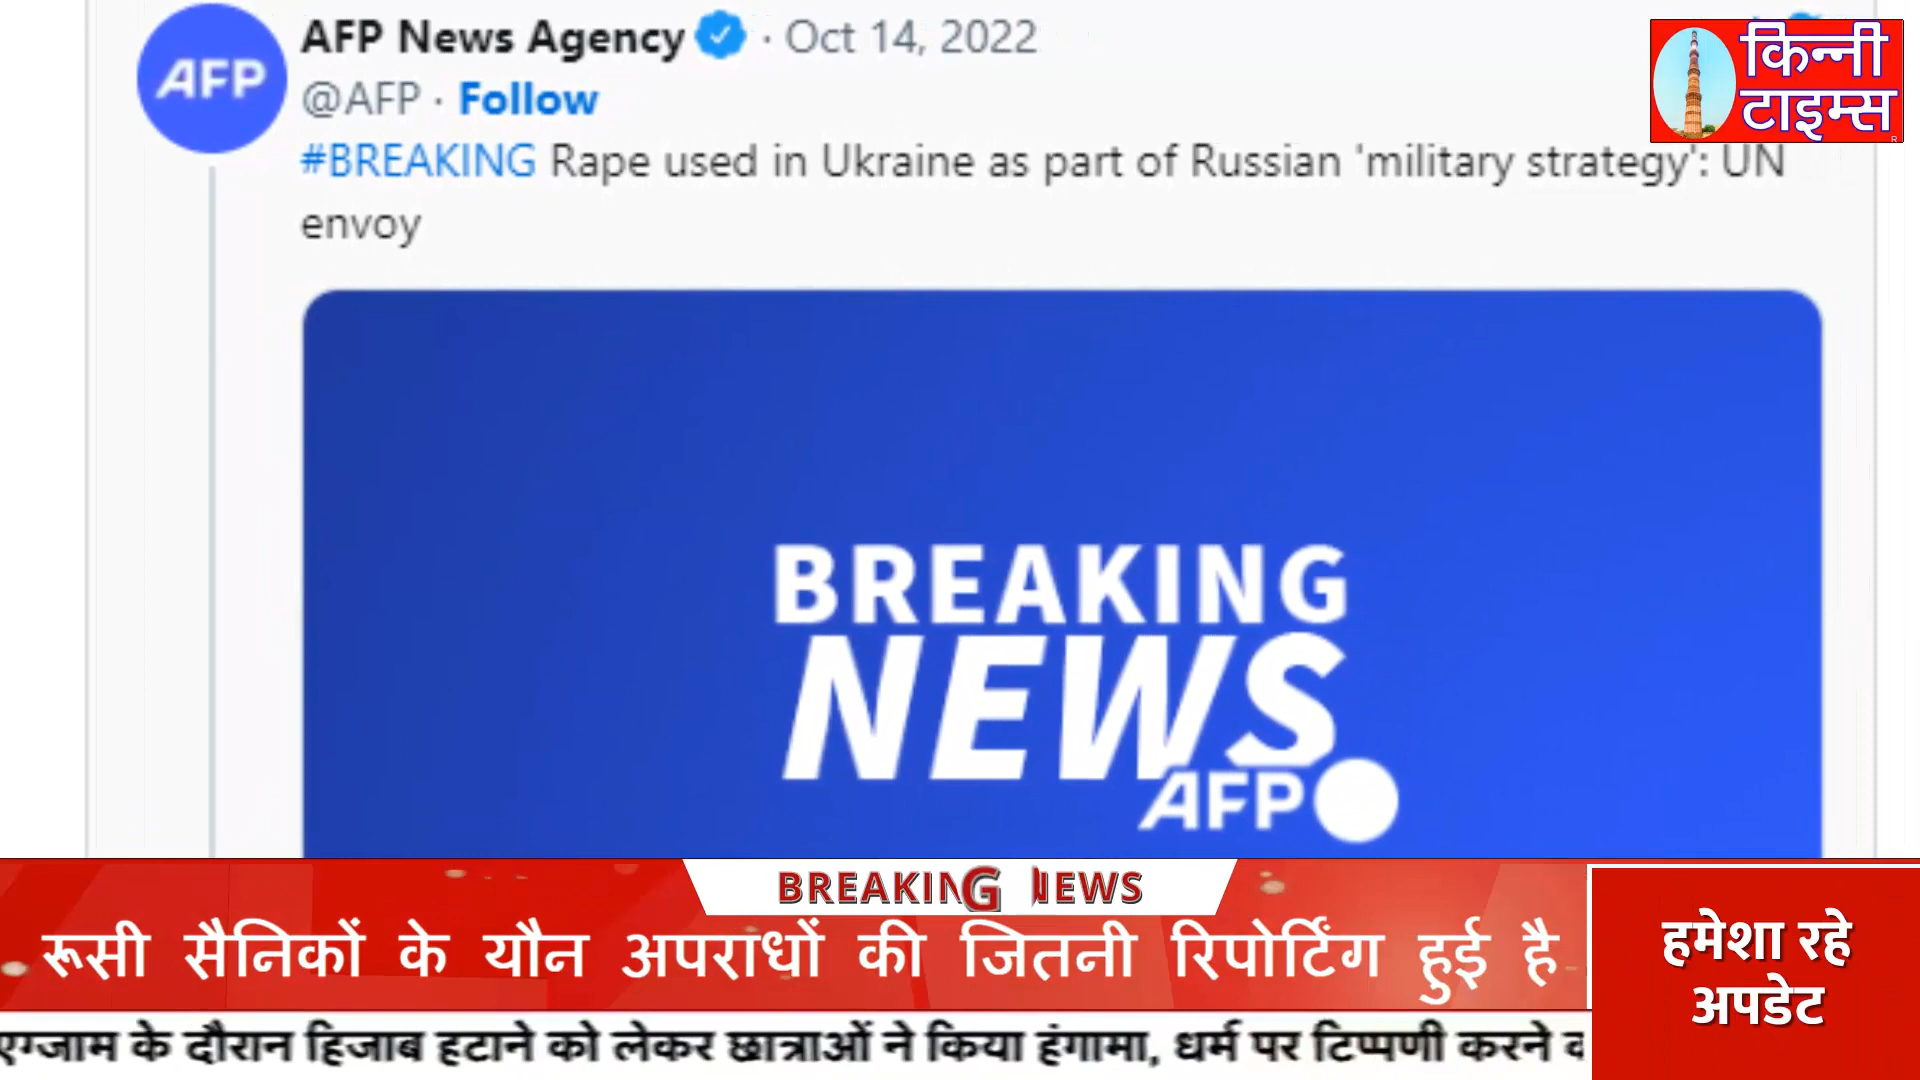 AFP
AFP News Agency · Oct 14, 2022
@AFP · Follow
#BREAKING Rape used in Ukraine as part of Russian 'military strategy': UN
envoy
किन्नी
टाइम्स
BREAKING
NEWS
AFP
BREAKING NEWS
रूसी सैनिकों के यौन अपराधों की जितनी रिपोर्टिंग हुई है
हमेशा रहे
अपडेट
एग्जाम के दौरान हिजाब हटाने को लेकर छात्राओं ने किया हंगामा, धर्म पर टिप्पणी करने